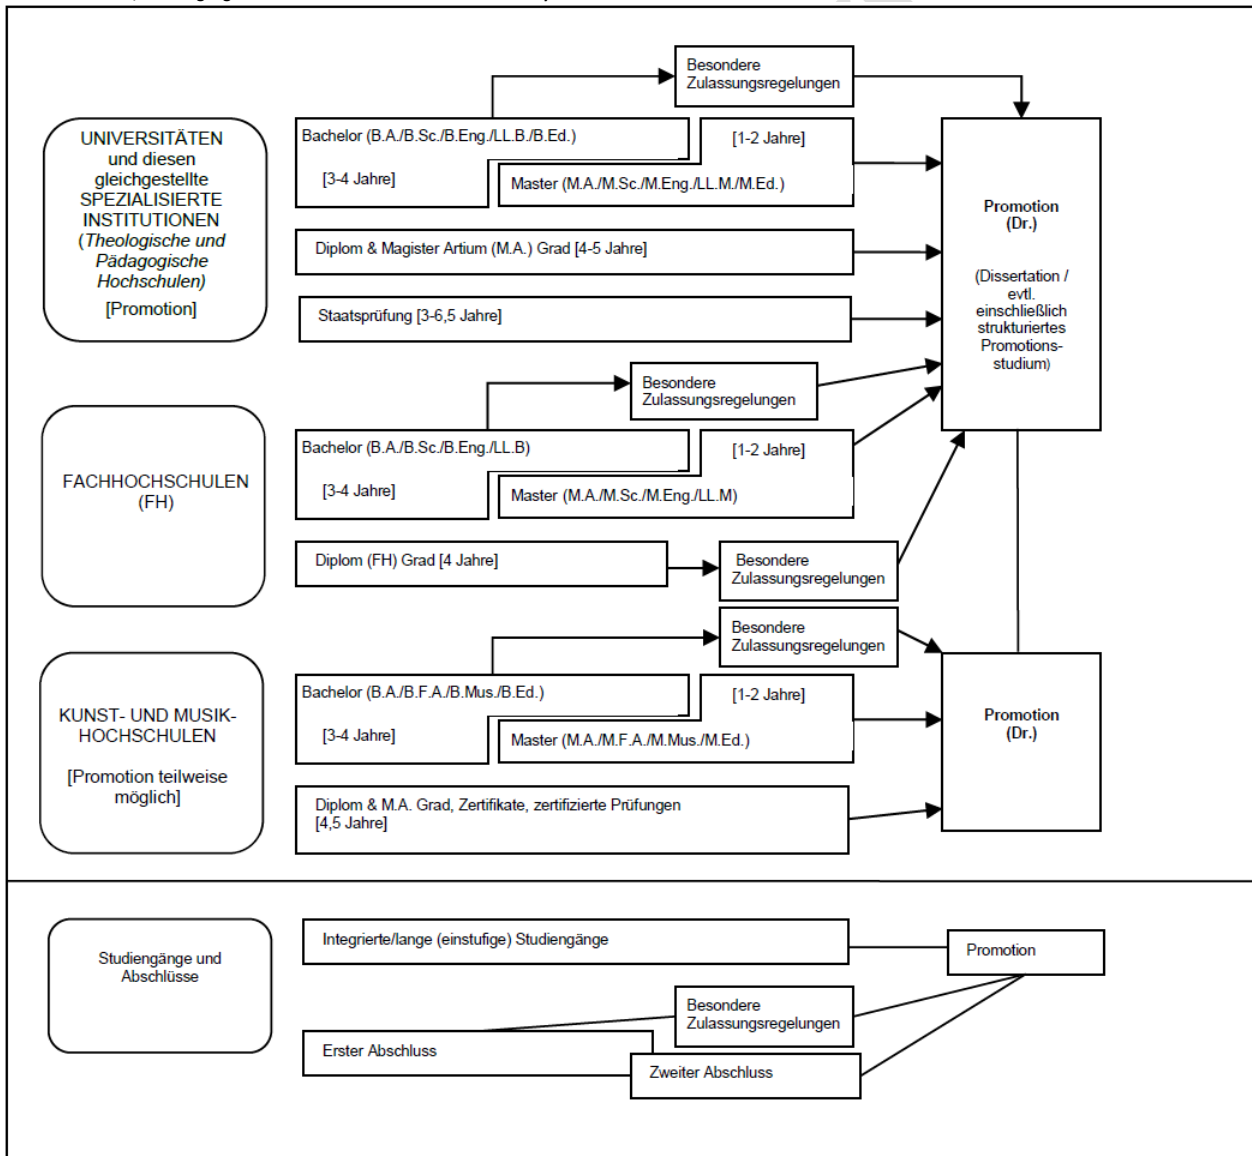 Besondere
Zulassungsregelungen
UNIVERSITÄTEN
und diesen
gleichgestellte
SPEZIALISIERTE
INSTITUTIONEN
(Theologische und
Pädagogische
Hochschulen)
[Promotion]
Bachelor (B.A./B.Sc./B.Eng./LL.B./B.Ed.)
[1-2 Jahre]
[3-4 Jahre]
Master (M.A./M.Sc./M.Eng./LL.M./M.Ed.)
Diplom & Magister Artium (M.A.) Grad [4-5 Jahre]
Staatsprüfung [3-6,5 Jahre]
Promotion
(Dr.)
(Dissertation /
evtl.
einschließlich
strukturiertes
Promotions-
studium)
Besondere
Zulassungsregelungen
FACHHOCHSCHULEN
(FH)
Bachelor (B.A./B.Sc./B.Eng./LL.B)
[1-2 Jahre]
[3-4 Jahre]
Master (M.A./M.Sc./M.Eng./LL.M)
Diplom (FH) Grad [4 Jahre]
Besondere
Zulassungsregelungen
Besondere
Zulassungsregelungen
KUNST- UND MUSIK-
HOCHSCHULEN
[Promotion teilweise
möglich]
Bachelor (B.A./B.F.A./B.Mus./B.Ed.)
[1-2 Jahre]
[3-4 Jahre]
Master (M.A./M.F.A./M.Mus./M.Ed.)
Diplom & M.A. Grad, Zertifikate, zertifizierte Prüfungen
[4,5 Jahre]
Promotion
(Dr.)
Studiengänge und
Abschlüsse
Integrierte/lange (einstufige) Studiengänge
Promotion
Besondere
Zulassungsregelungen
Erster Abschluss
Zweiter Abschluss